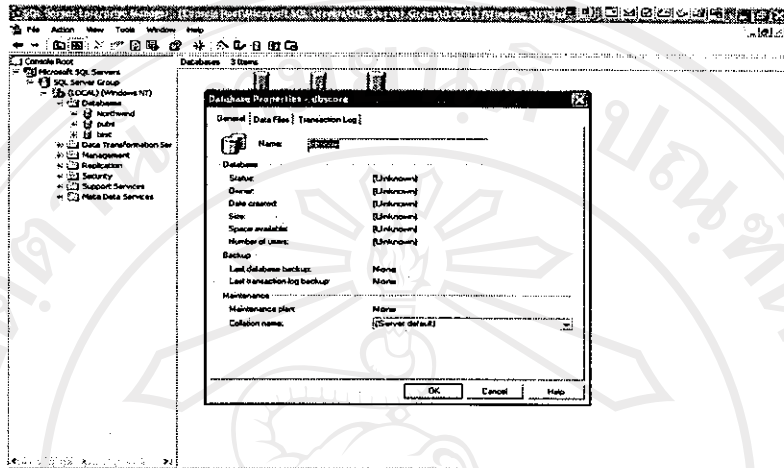 File Action View Tools Window Help
Console Root
Microsoft SQL Servers
SQL Server Group
(LOCAL) (Windows NT)
Databases
Northwind
pubs
test
Data Transformation Ser
Management
Replication
Security
Support Services
Meta Data Services
Databases 3 Items
Database Properties - dbscore
General Data Files Transaction Log
Name:
Database
Status: (Unknown)
Owner: (Unknown)
Date created: (Unknown)
Size: (Unknown)
Space available: (Unknown)
Number of users: (Unknown)
Backup
Last database backup: None
Last transaction log backup: None
Maintenance
Maintenance plan: None
Collation name: (Server default)
OK Cancel Help